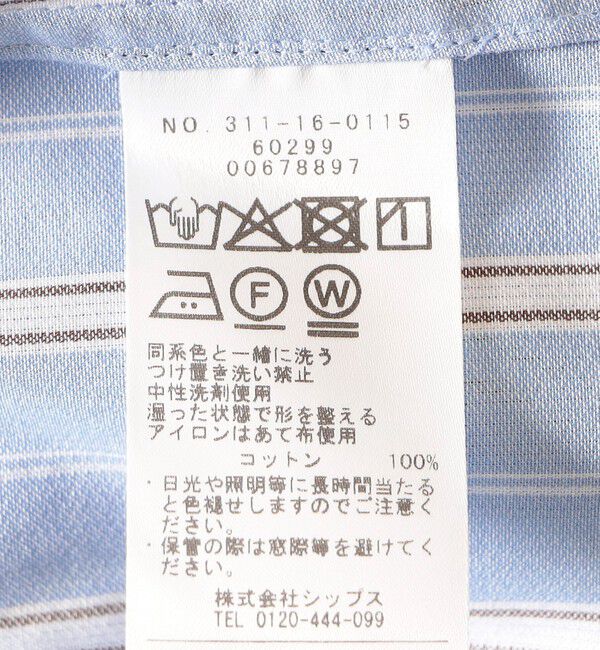 NO. 311-16-0115
60299
00678897
F W
同系色と一緒に洗う
つけ置き洗い禁止
中性洗剤使用
湿った状態で形を整える
アイロンはあて布使用
コットン 100%
・日光や照明等に長時間当たる
と色褪せしますのでご注意く
ださい。
・保管の際は窓際等を避けてく
ださい。
株式会社シップス
TEL 0120-444-099